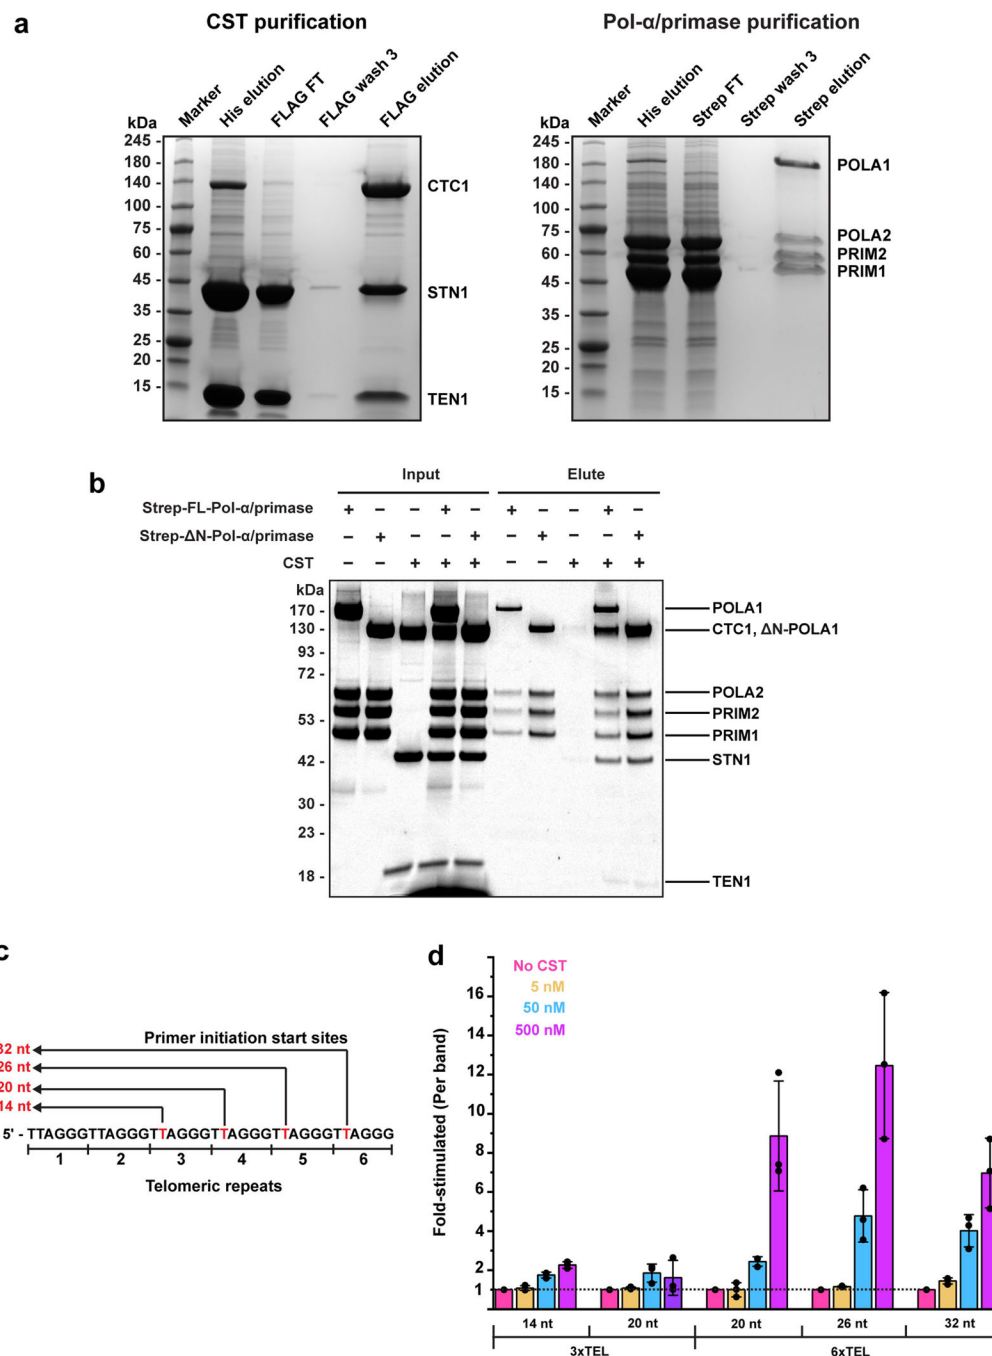 a
CST purification
Pol-α/primase purification
Marker
His elution
FLAG FT
FLAG wash 3
FLAG elution
kDa
245 -
180 -
140 -
100 -
75 -
60 -
45 -
35 -
25 -
20 -
15 -
CTC1
STN1
TEN1
Marker
His elution
Strep FT
Strep wash 3
Strep elution
kDa
245 -
180 -
140 -
100 -
75 -
60 -
45 -
35 -
25 -
20 -
15 -
POLA1
POLA2
PRIM2
PRIM1
b
Input
Elute
Strep-FL-Pol-α/primase + − − + − + − − + −
Strep-ΔN-Pol-α/primase − + − − + − + − − +
CST − − + + + − − + + +
kDa
170 -
130 -
93 -
72 -
53 -
42 -
30 -
23 -
18 -
POLA1
CTC1, ΔN-POLA1
POLA2
PRIM2
PRIM1
STN1
TEN1
c
Primer initiation start sites
32 nt
26 nt
20 nt
14 nt
5' - TTAGGGTTAGGGTTAGGGTTAGGGTTAGGGTTAGGG
1 2 3 4 5 6
Telomeric repeats
d
No CST
5 nM
50 nM
500 nM
Fold-stimulated (Per band)
16
14
12
10
8
6
4
2
1
14 nt 20 nt 20 nt 26 nt 32 nt
3xTEL 6xTEL